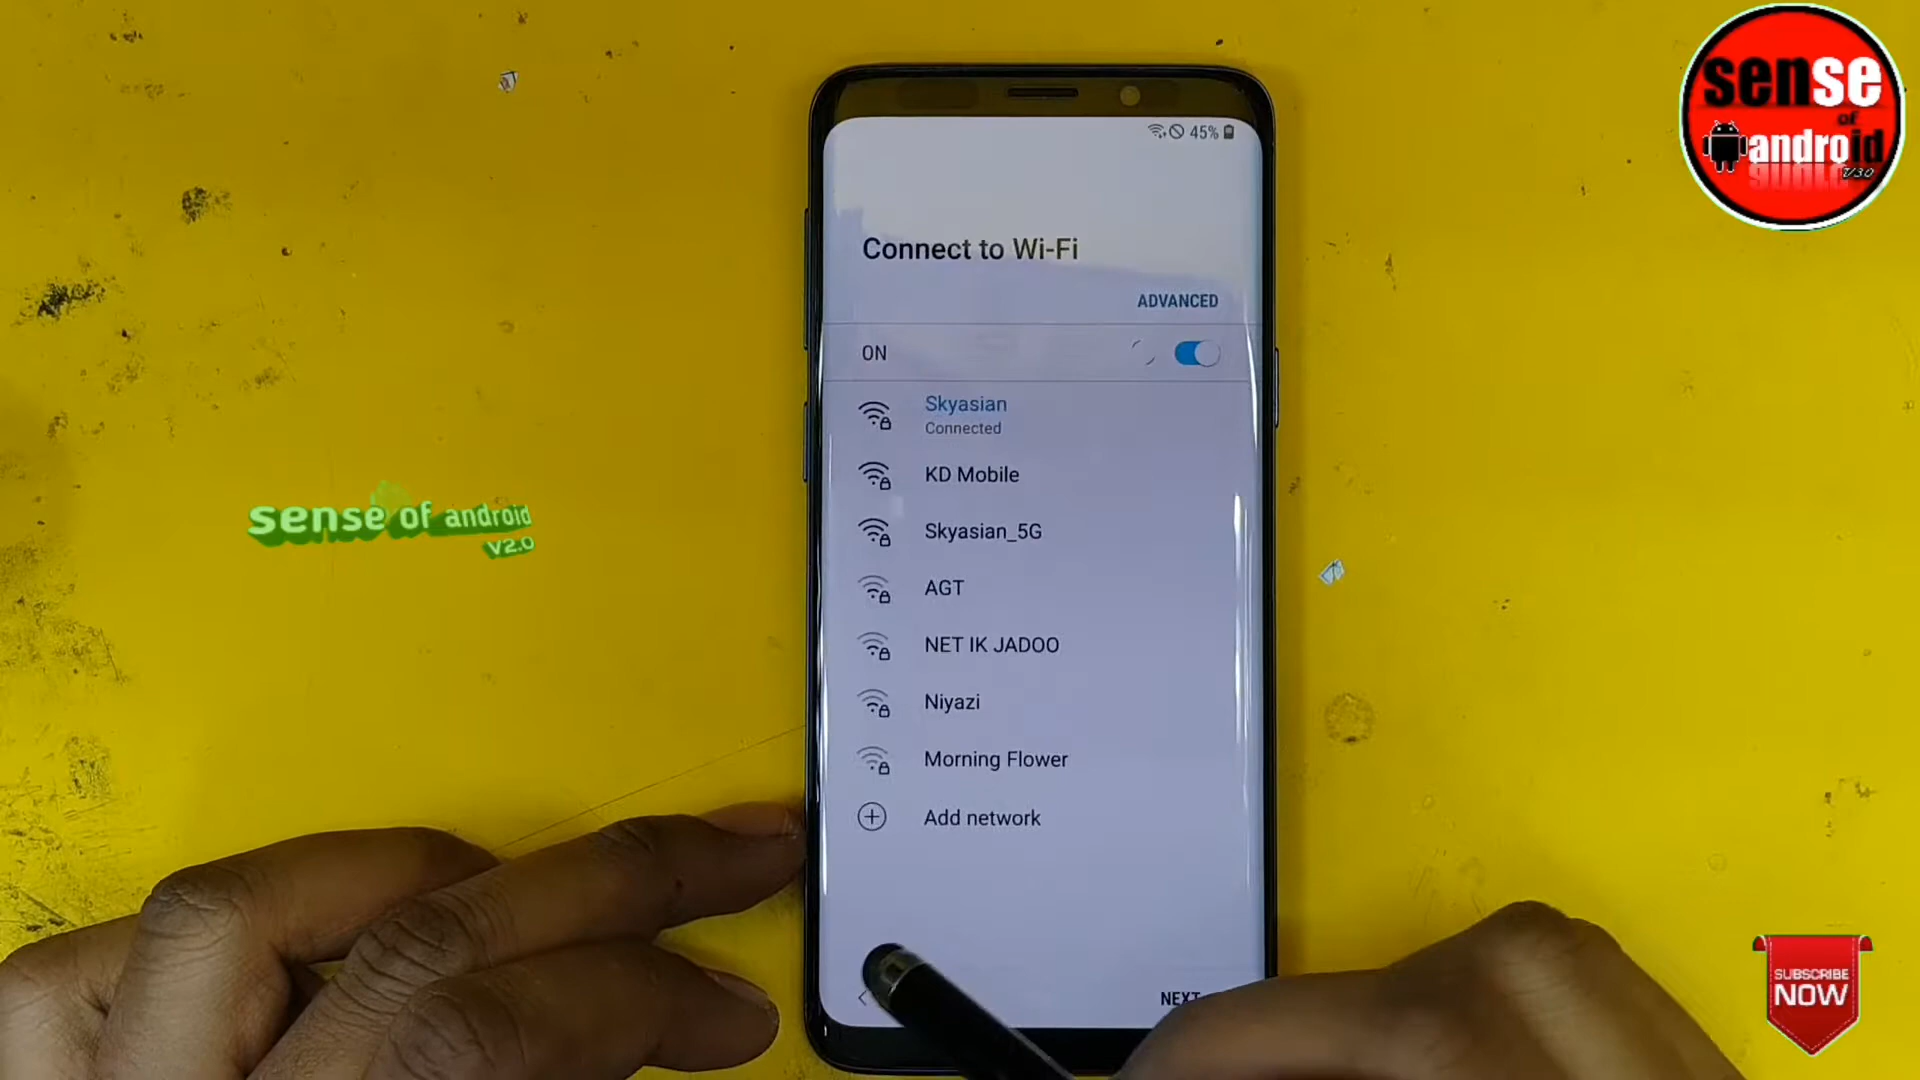 sense
of
android
V3.0
45%
Connect to Wi-Fi
ADVANCED
ON
Skyasian
Connected
KD Mobile
Skyasian_5G
AGT
NET IK JADOO
Niyazi
Morning Flower
Add network
NEXT
sense of android
V2.0
SUBSCRIBE
NOW